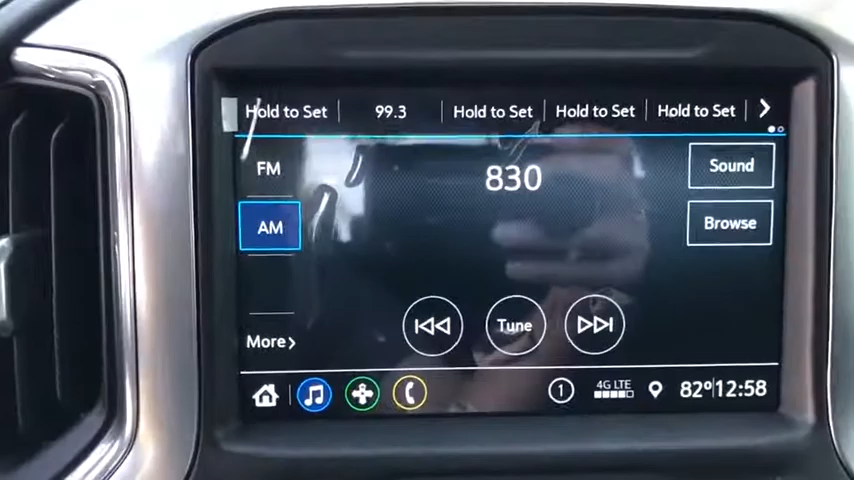 Hold to Set 99.3 Hold to Set Hold to Set Hold to Set
FM
830
Sound
AM
Browse
More
Tune
1 4G LTE 82° 12:58